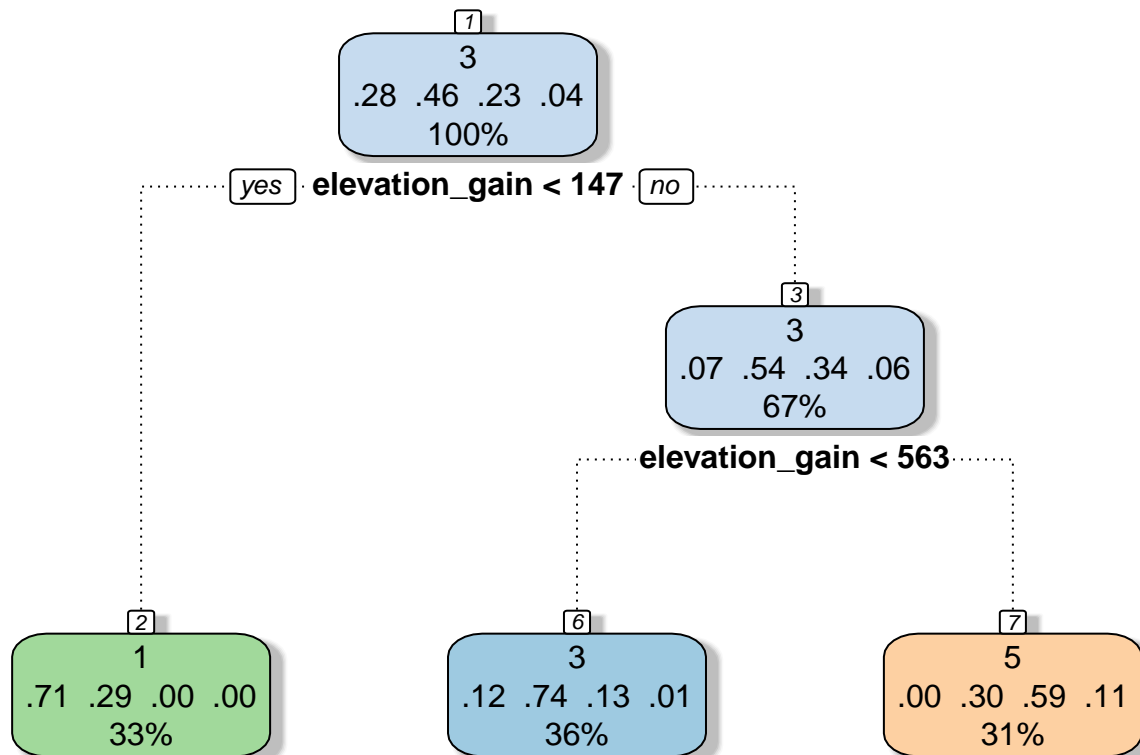 1
3
.28 .46 .23 .04
100%
yes elevation_gain < 147 no
3
3
.07 .54 .34 .06
67%
elevation_gain < 563
2
1
.71 .29 .00 .00
33%
6
3
.12 .74 .13 .01
36%
7
5
.00 .30 .59 .11
31%